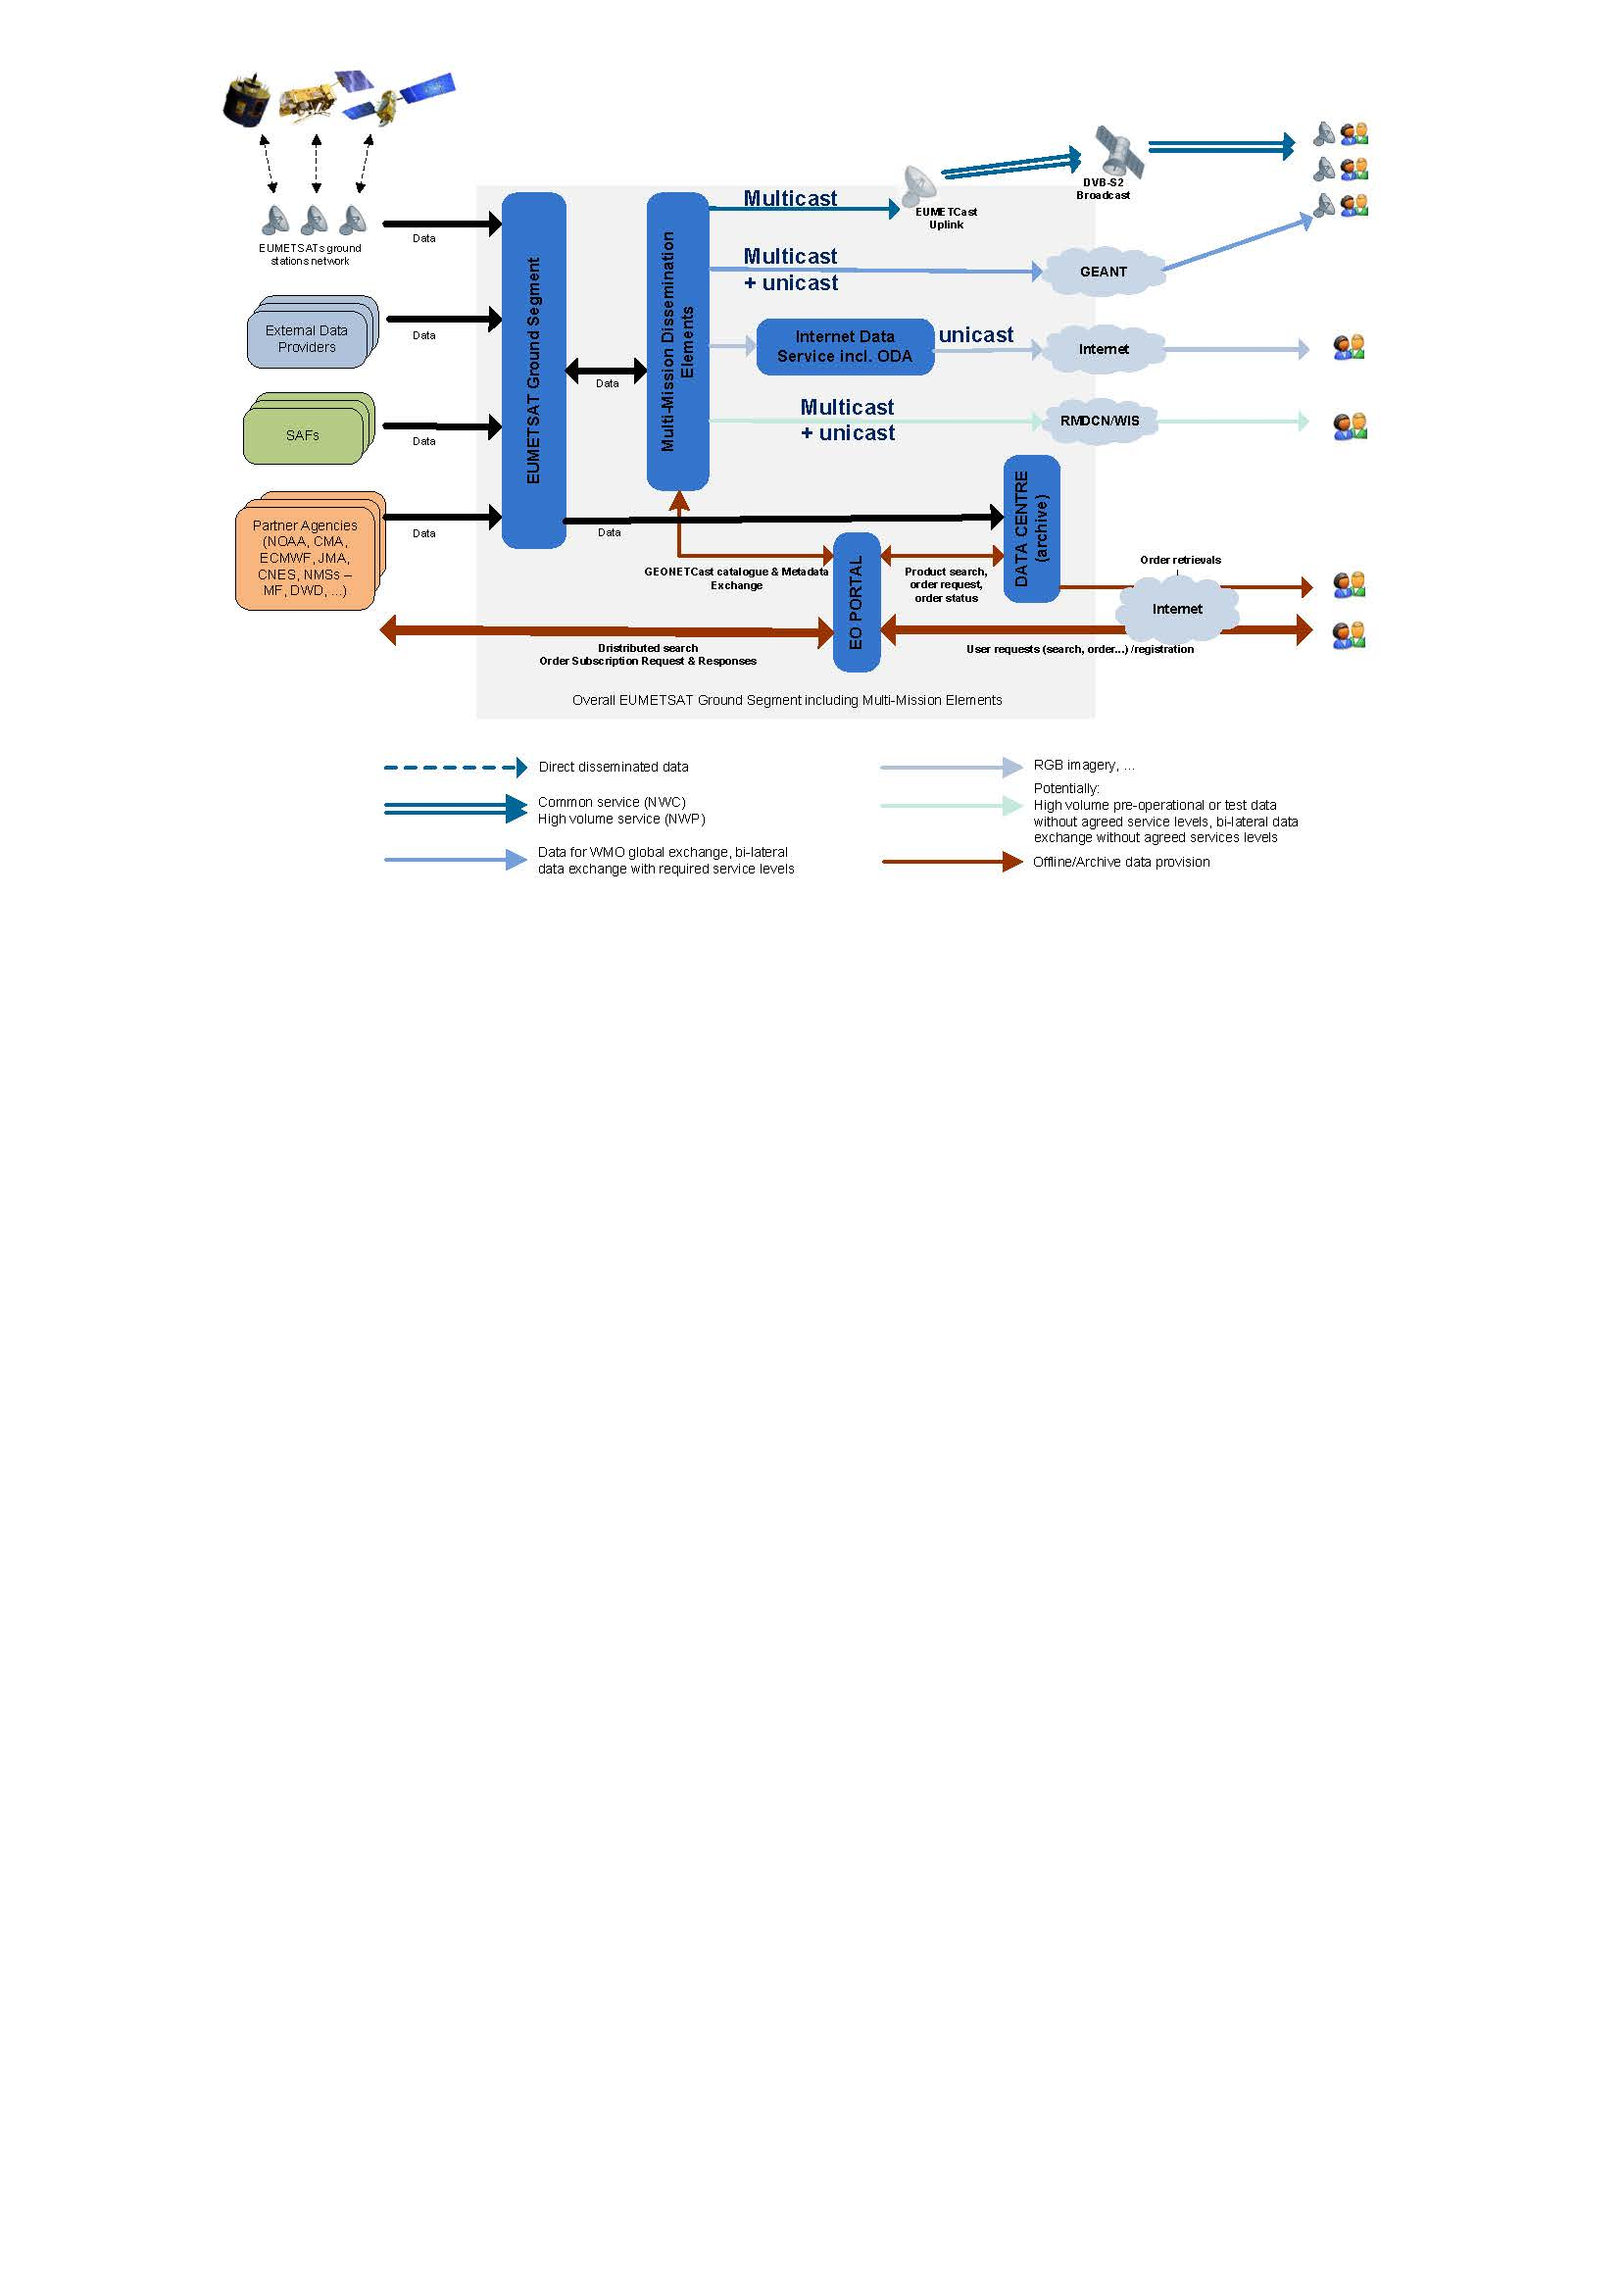 EUMETSATs ground
stations network
Data
External Data
Providers
Data
SAFs
Data
Partner Agencies
(NOAA, CMA,
ECMWF, JMA,
CNES, NMSs –
MF, DWD, ...)
Data
EUMETSAT Ground Segment
Data
Data
Multi-Mission Dissemination
Elements
Multicast
EUMETCast
Uplink
DVB-S2
Broadcast
Multicast
+ unicast
GEANT
Internet Data
Service incl. ODA
unicast
Internet
Multicast
+ unicast
RMDCN/WIS
DATA CENTRE
(archive)
EO PORTAL
GEONETCast catalogue & Metadata
Exchange
Product search,
order request,
order status
Order retrievals
Internet
Dristributed search
Order Subscription Request & Responses
User requests (search, order...) /registration
Overall EUMETSAT Ground Segment including Multi-Mission Elements
Direct disseminated data
Common service (NWC)
High volume service (NWP)
Data for WMO global exchange, bi-lateral
data exchange with required service levels
RGB imagery, ...
Potentially:
High volume pre-operational or test data
without agreed service levels, bi-lateral data
exchange without agreed services levels
Offline/Archive data provision